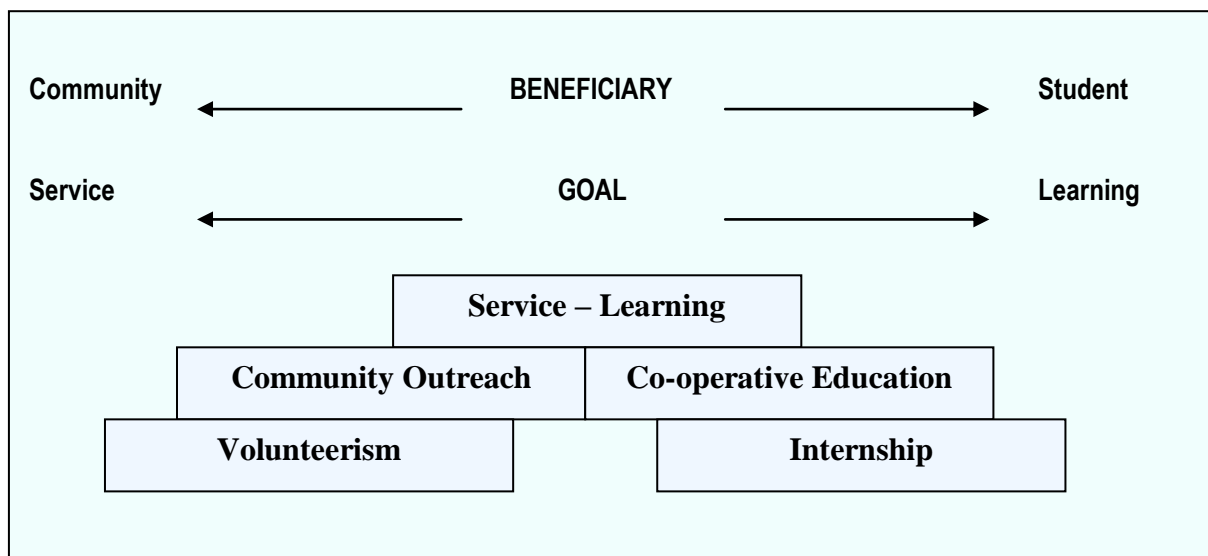 Community BENEFICIARY Student
Service GOAL Learning
Service – Learning
Community Outreach Co-operative Education
Volunteerism Internship